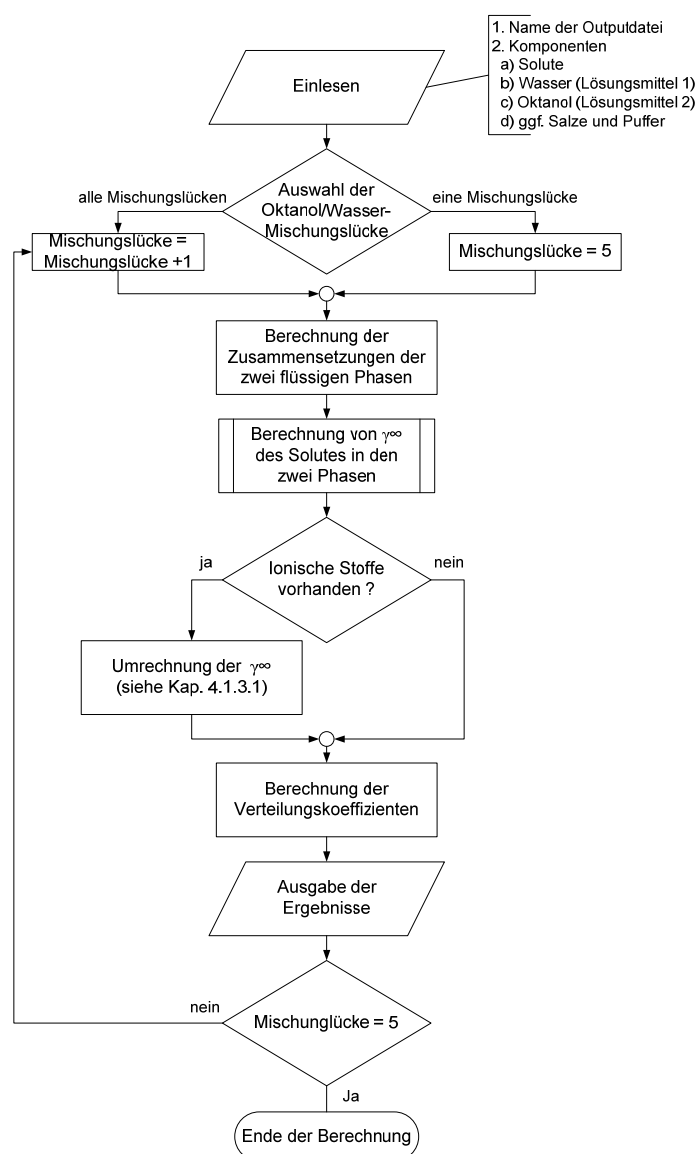 Einlesen
1. Name der Outputdatei
2. Komponenten
a) Solute
b) Wasser (Lösungsmittel 1)
c) Oktanol (Lösungsmittel 2)
d) ggf. Salze und Puffer
alle Mischungslücken
Auswahl der
Oktanol/Wasser-
Mischungslücke
eine Mischungslücke
Mischungslücke =
Mischungslücke +1
Mischungslücke = 5
Berechnung der
Zusammensetzungen der
zwei flüssigen Phasen
Berechnung von γ∞
des Solutes in den
zwei Phasen
ja
Ionische Stoffe
vorhanden ?
nein
Umrechnung der γ∞
(siehe Kap. 4.1.3.1)
Berechnung der
Verteilungskoeffizienten
Ausgabe der
Ergebnisse
nein
Mischunglücke = 5
Ja
Ende der Berechnung